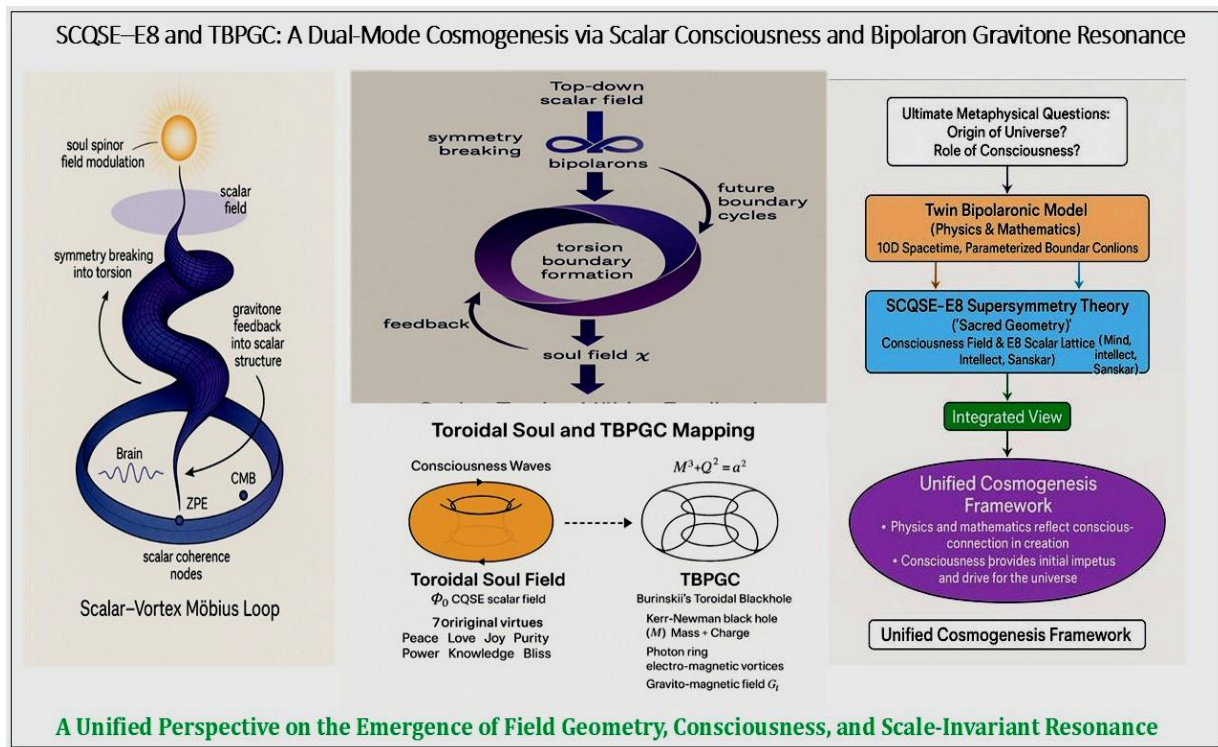 SCQSE–E8 and TBPGC: A Dual-Mode Cosmogenesis via Scalar Consciousness and Bipolaron Gravitone Resonance
soul spinor
field modulation
scalar
field
symmetry breaking
into torsion
gravitone
feedback
into scalar
structure
Brain
CMB
ZPE
scalar coherence
nodes
Scalar–Vortex Möbius Loop
Top-down
scalar field
symmetry
breaking
bipolarons
future
boundary
cycles
torsion
boundary
formation
feedback
soul field χ
Toroidal Soul and TBPGC Mapping
Consciousness Waves
Toroidal Soul Field
Φ₀ CQSE scalar field
7 0ririginal virtues
Peace Love Joy Purity
Power Knowledge Bliss
M³+Q² = a²
TBPGC
Burinskii's Toroidal Blackhole
Kerr-Newman black hole
(M) Mass + Charge
Photon ring
electro-magnetic vortices
Gravito-magnetic field Gₜ
Ultimate Metaphysical Questions:
Origin of Universe?
Role of Consciousness?
Twin Bipolaronic Model
(Physics & Mathematics)
10D Spacetime, Parameterized Boundar Conlions
SCQSE-E8 Supersymmetry Theory
('Sacred Geometry)'
Consciousness Field & E8 Scalar Lattice
Intellect, Sanskar)
(Mind,
intellect,
Sanskar)
Integrated View
Unified Cosmogenesis
Framework
• Physics and mathematics reflect conscious-
connection in creation
• Consciousness þrovides initial impetus
and drive for the universe
Unified Cosmogenesis Framework
A Unified Perspective on the Emergence of Field Geometry, Consciousness, and Scale-Invariant Resonance